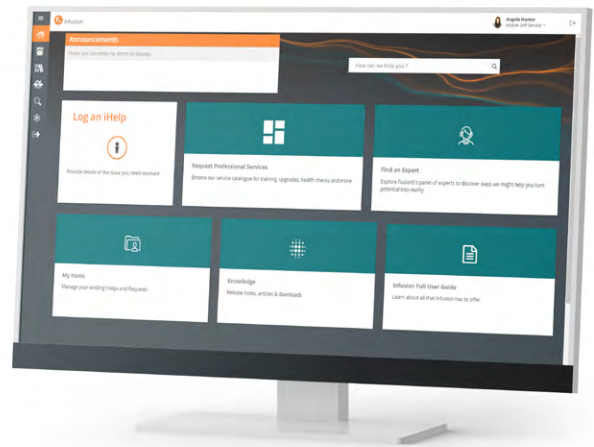 Infusion
Angela Hunter
Mobile Self Service
Announcements
There are currently no items to display
How can we help you ?
Log an iHelp
Provide details of the issue you need resolved
Request Professional Services
Browse our service catalogue for training, upgrades, health checks and more
Find an Expert
Explore Fusion5's panel of experts to discover ways we might help you turn
potential into reality
My Items
Manage your existing iHelps and Requests
Knowledge
Release notes, articles & downloads
Infusion Full User Guide
Learn about all that Infusion has to offer